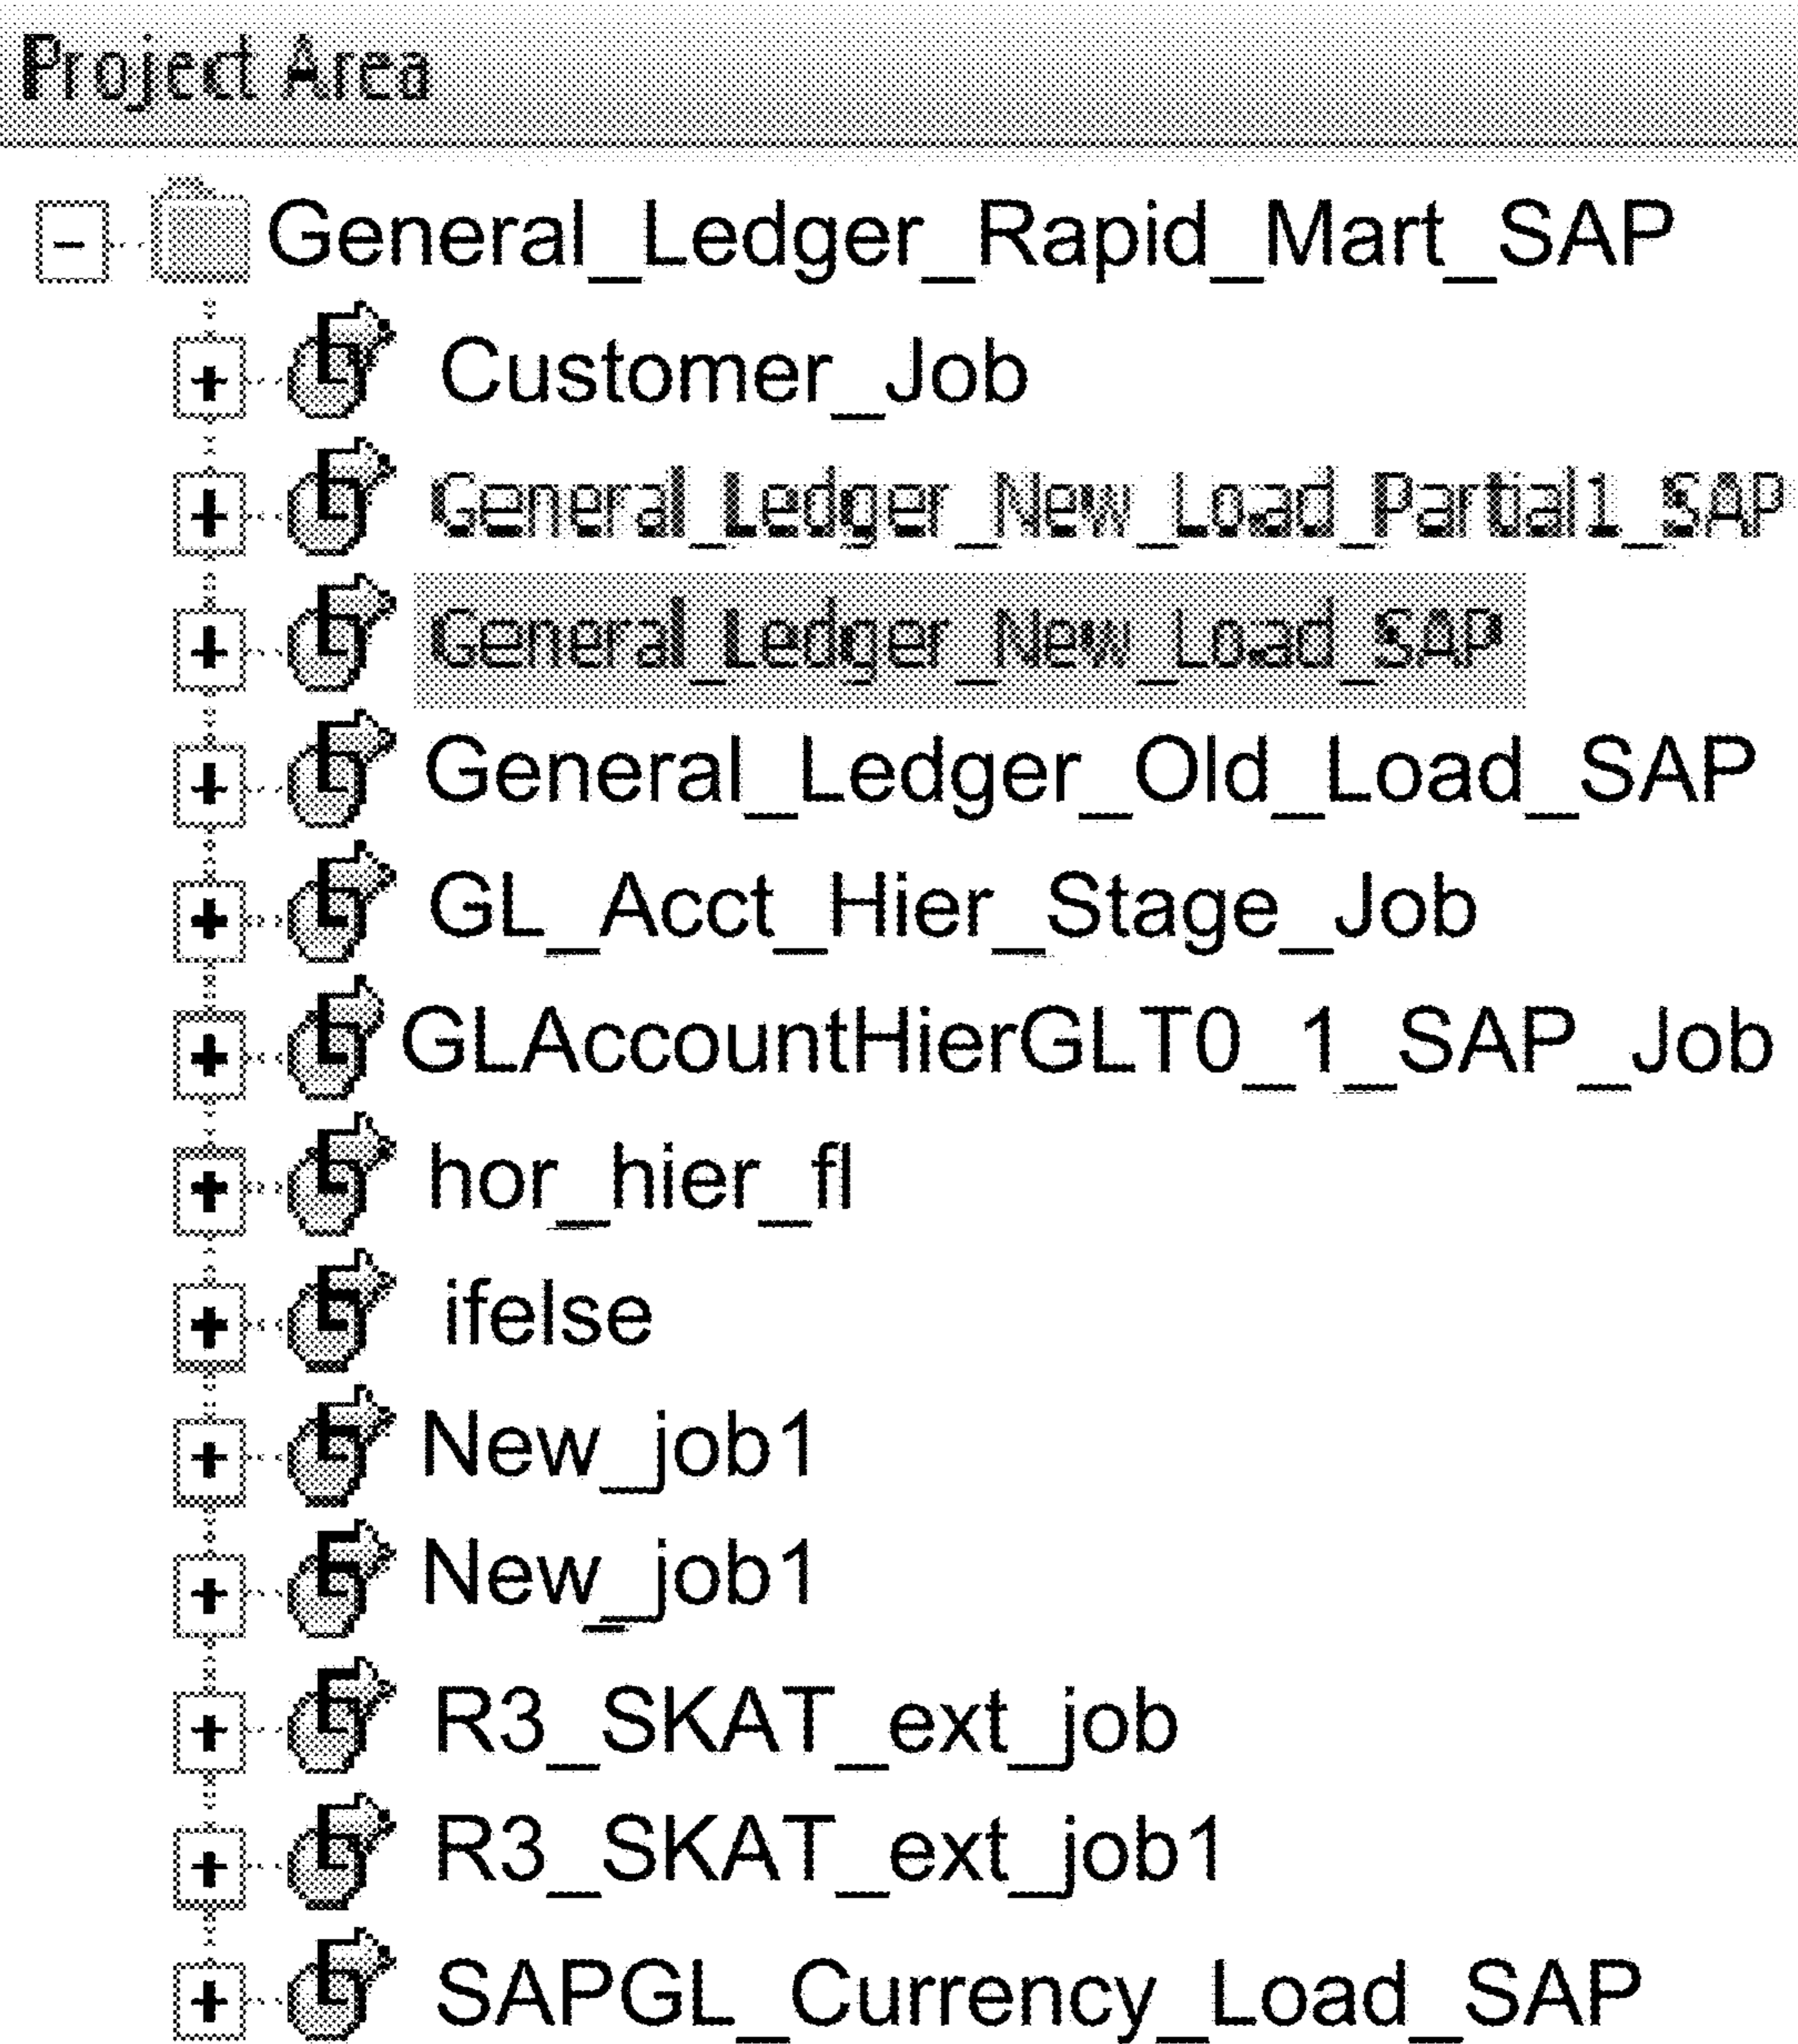 Project Area
General_Ledger_Rapid_Mart_SAP
Customer_Job
General_Ledger_New_Load_Partial1_SAP
General_Ledger_New_Load_SAP
General_Ledger_Old_Load_SAP
GL_Acct_Hier_Stage_Job
GLAccountHierGLT0_1_SAP_Job
hor_hier_fl
ifelse
New_job1
New_job1
R3_SKAT_ext_job
R3_SKAT_ext_job1
SAPGL_Currency_Load_SAP